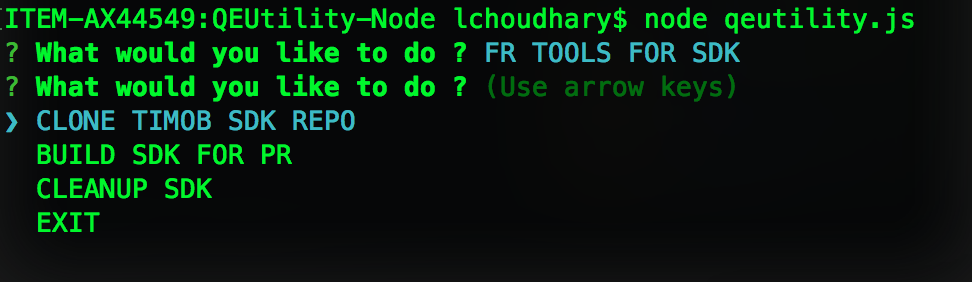 ITEM-AX44549:QEUtility-Node lchoudhary$ node qeutility.js
? What would you like to do ? FR TOOLS FOR SDK
? What would you like to do ? (Use arrow keys)
❯ CLONE TIMOB SDK REPO
BUILD SDK FOR PR
CLEANUP SDK
EXIT